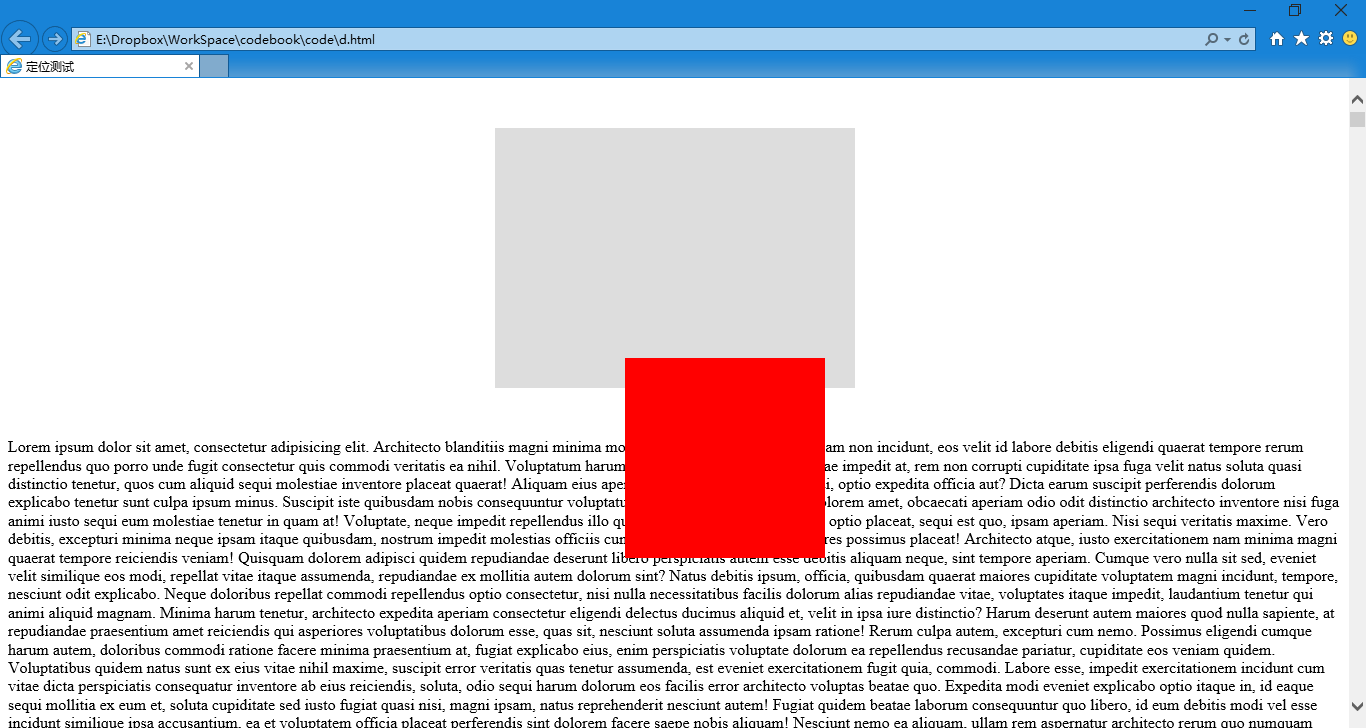 E:\Dropbox\WorkSpace\codebook\code\d.html
定位测试
Lorem ipsum dolor sit amet, consectetur adipisicing elit. Architecto blanditiis magni minima mo am non incidunt, eos velit id labore debitis eligendi quaerat tempore rerum
repellendus quo porro unde fugit consectetur quis commodi veritatis ea nihil. Voluptatum harum ae impedit at, rem non corrupti cupiditate ipsa fuga velit natus soluta quasi
distinctio tenetur, quos cum aliquid sequi molestiae inventore placeat quaerat! Aliquam eius ape i, optio expedita officia aut? Dicta earum suscipit perferendis dolorum
explicabo tenetur sunt culpa ipsum minus. Suscipit iste quibusdam nobis consequuntur voluptatu olorem amet, obcaecati aperiam odio odit distinctio architecto inventore nisi fuga
animi iusto sequi eum molestiae tenetur in quam at! Voluptate, neque impedit repellendus illo qu optio placeat, sequi est quo, ipsam aperiam. Nisi sequi veritatis maxime. Vero
debitis, excepturi minima neque ipsam itaque quibusdam, nostrum impedit molestias officiis cum res possimus placeat! Architecto atque, iusto exercitationem nam minima magni
quaerat tempore reiciendis veniam! Quisquam dolorem adipisci quidem repudiandae deserunt libero perspiciatis autem esse debitis aliquam neque, sint tempore aperiam. Cumque vero nulla sit sed, eveniet
velit similique eos modi, repellat vitae itaque assumenda, repudiandae ex mollitia autem dolorum sint? Natus debitis ipsum, officia, quibusdam quaerat maiores cupiditate voluptatem magni incidunt, tempore,
nesciunt odit explicabo. Neque doloribus repellat commodi repellendus optio consectetur, nisi nulla necessitatibus facilis dolorum alias repudiandae vitae, voluptates itaque impedit, laudantium tenetur qui
animi aliquid magnam. Minima harum tenetur, architecto expedita aperiam consectetur eligendi delectus ducimus aliquid et, velit in ipsa iure distinctio? Harum deserunt autem maiores quod nulla sapiente, at
repudiandae praesentium amet reiciendis qui asperiores voluptatibus dolorum esse, quas sit, nesciunt soluta assumenda ipsam ratione! Rerum culpa autem, excepturi cum nemo. Possimus eligendi cumque
harum autem, doloribus commodi ratione facere minima praesentium at, fugiat explicabo eius, enim perspiciatis voluptate dolorum ea repellendus recusandae pariatur, cupiditate eos veniam quidem.
Voluptatibus quidem natus sunt ex eius vitae nihil maxime, suscipit error veritatis quas tenetur assumenda, est eveniet exercitationem fugit quia, commodi. Labore esse, impedit exercitationem incidunt cum
vitae dicta perspiciatis consequatur inventore ab eius reiciendis, soluta, odio sequi harum dolorum eos facilis error architecto voluptas beatae quo. Expedita modi eveniet explicabo optio itaque in, id eaque
sequi mollitia ex eum et, soluta cupiditate sed iusto fugiat quasi nisi, magni ipsam, natus reprehenderit nesciunt autem! Fugiat quidem beatae laborum consequuntur quo libero, id eum debitis modi vel esse
incidunt similique ipsa accusantium, ea et voluptatem officia placeat perferendis sint dolorem facere saepe nobis aliquam! Nesciunt nemo ea aliquam, ullam rem aspernatur architecto rerum quo numquam